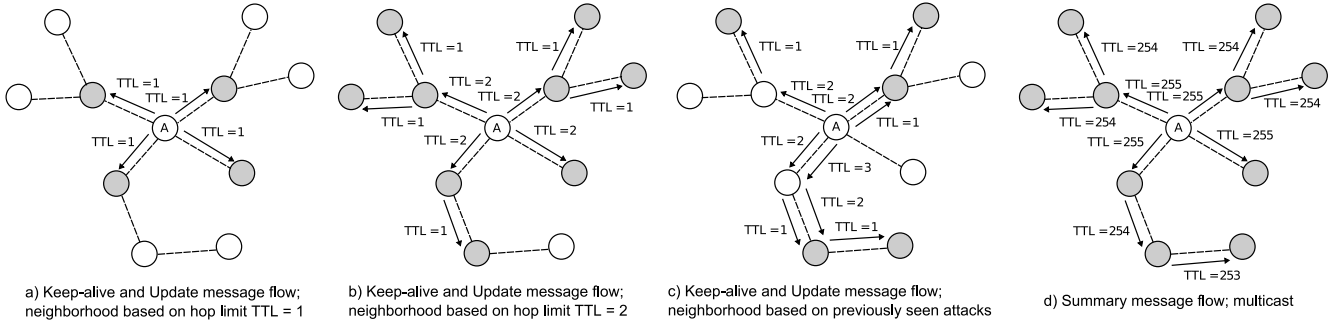 TTL =1
TTL =1
A
TTL =1
TTL =1
a) Keep-alive and Update message flow;
neighborhood based on hop limit TTL = 1
TTL =1
TTL =1
TTL =2
TTL =2
TTL =1
TTL =1
A
TTL =2
TTL =2
TTL =1
b) Keep-alive and Update message flow;
neighborhood based on hop limit TTL = 2
TTL =1
TTL =1
TTL =2
TTL =2
TTL =1
A
TTL =2
TTL =3
TTL =2
TTL =1
TTL =1
c) Keep-alive and Update message flow;
neighborhood based on previously seen attacks
TTL =254
TTL =254
TTL =255
TTL =255
TTL =254
TTL =254
A
TTL =255
TTL =255
TTL =254
TTL =253
d) Summary message flow; multicast